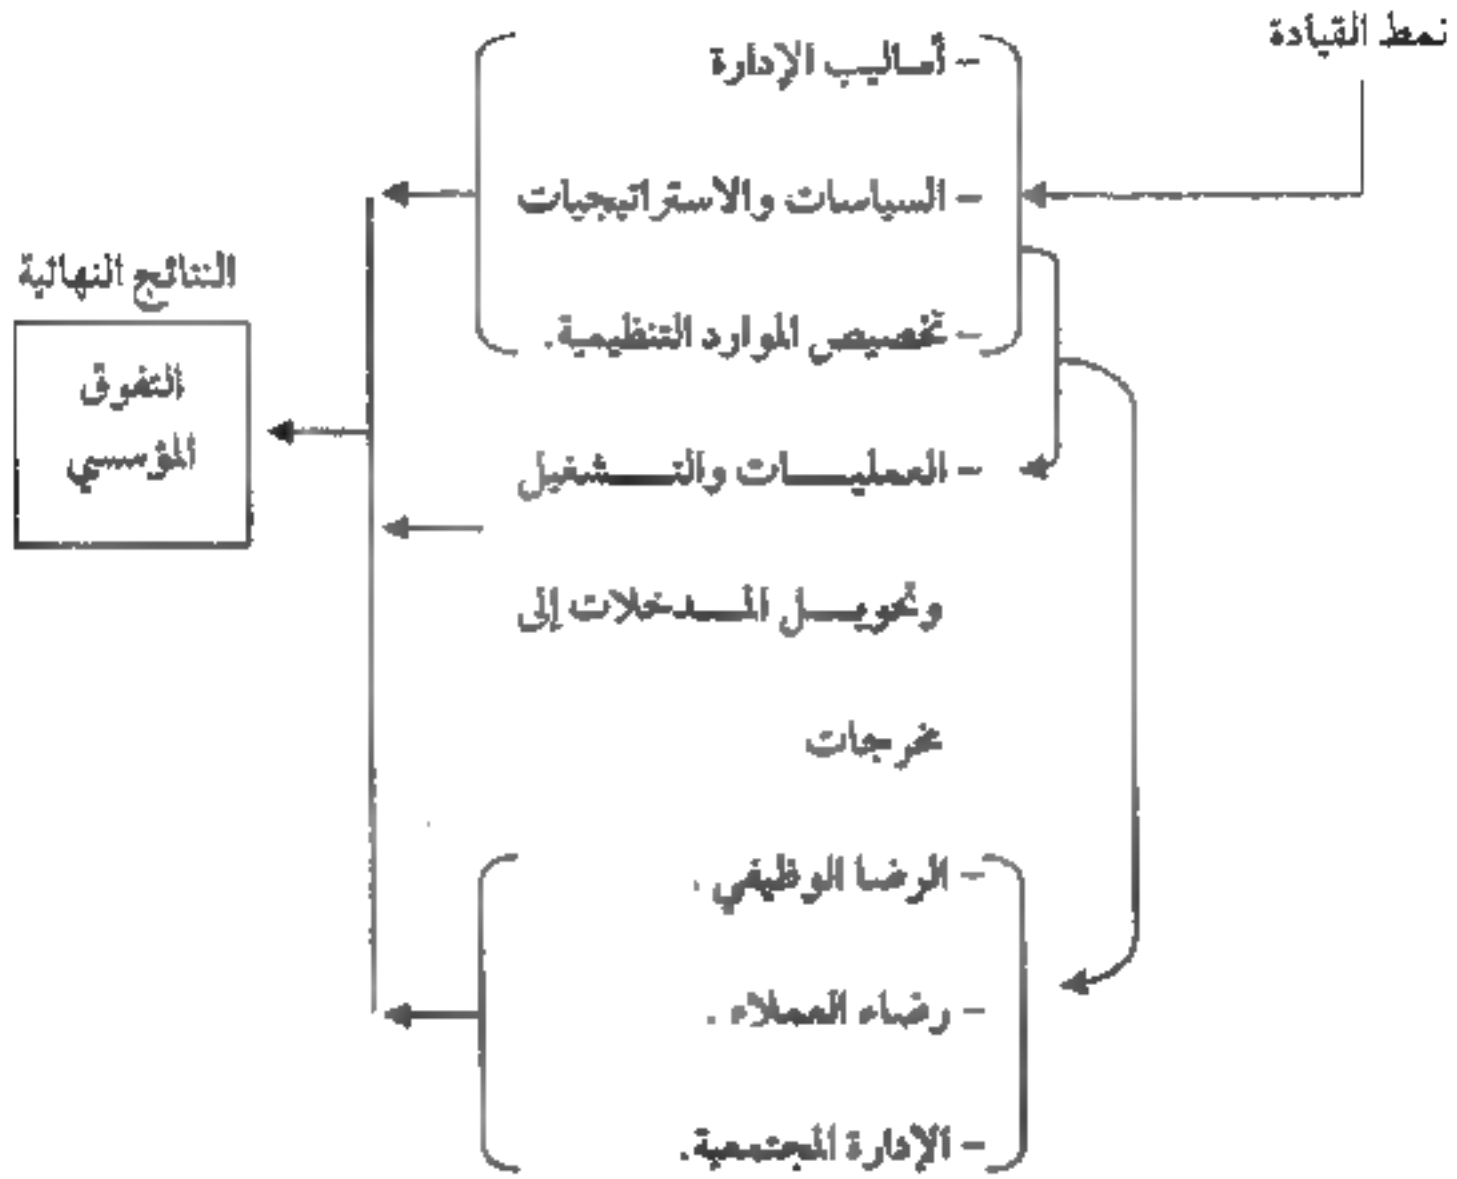 نمط القيادة
- أساليب الإدارة
- السياسات والاستراتيجيات
- تخصيص الموارد التنظيمية.
- العمليات والتشغيل
وتحويل المدخلات إلى
مخرجات
- الرضا الوظيفي .
- رضاء العملاء .
- الإدارة المجتمعية.
النتائج النهائية
التفوق
المؤسسي